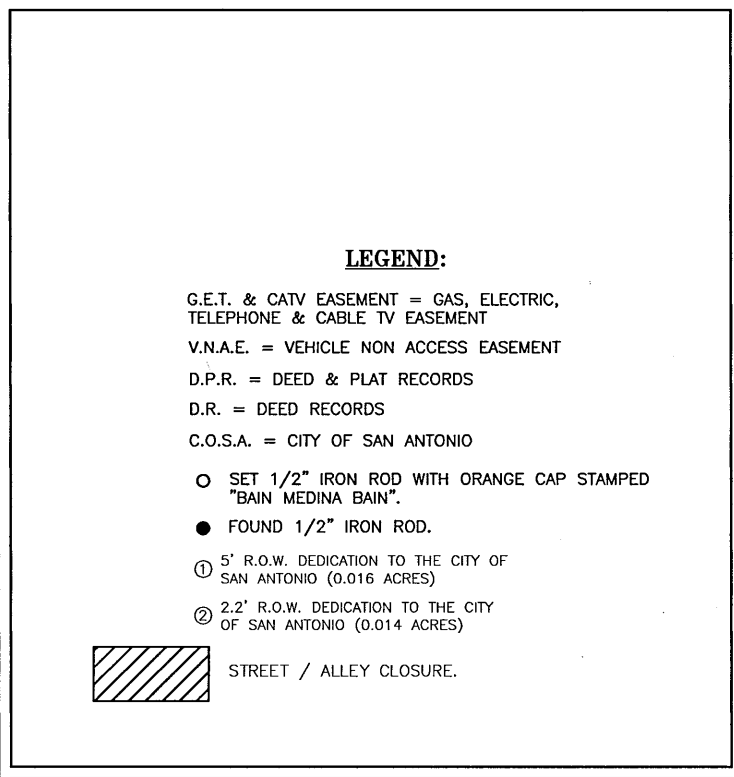 LEGEND:
G.E.T. & CATV EASEMENT = GAS, ELECTRIC,
TELEPHONE & CABLE TV EASEMENT
V.N.A.E. = VEHICLE NON ACCESS EASEMENT
D.P.R. = DEED & PLAT RECORDS
D.R. = DEED RECORDS
C.O.S.A. = CITY OF SAN ANTONIO
SET 1/2" IRON ROD WITH ORANGE CAP STAMPED
"BAIN MEDINA BAIN".
FOUND 1/2" IRON ROD.
① 5' R.O.W. DEDICATION TO THE CITY OF
SAN ANTONIO (0.016 ACRES)
② 2.2' R.O.W. DEDICATION TO THE CITY
OF SAN ANTONIO (0.014 ACRES)
STREET / ALLEY CLOSURE.